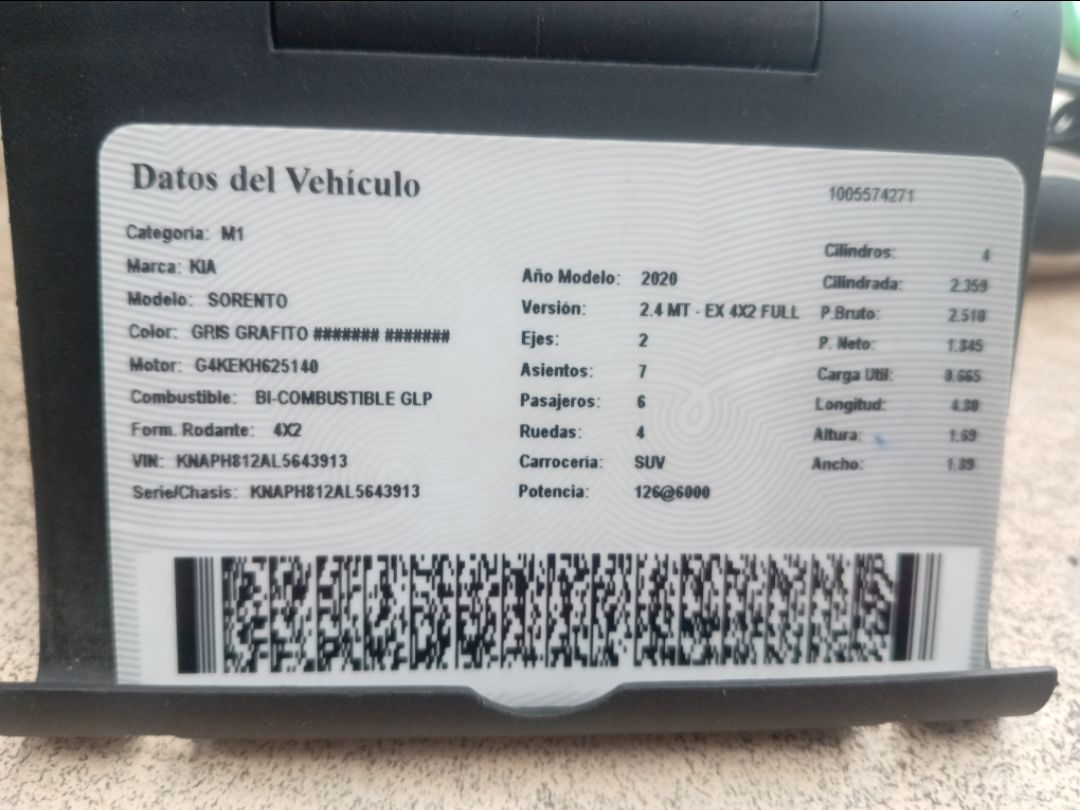 Datos del Vehículo
1005574271
Categoria: M1
Marca: KIA
Modelo: SORENTO
Color: GRIS GRAFITO ####### #######
Motor: G4KEKH625140
Combustible: BI-COMBUSTIBLE GLP
Form. Rodante: 4X2
VIN: KNAPH812AL5643913
Serie/Chasis: KNAPH812AL5643913
Año Modelo: 2020
Versión: 2.4 MT - EX 4X2 FULL
Ejes: 2
Asientos: 7
Pasajeros: 6
Ruedas: 4
Carroceria: SUV
Potencia: 126@6000
Cilindros: 4
Cilindrada: 2.359
P.Bruto: 2.510
P. Neto: 1.845
Carga Util: 0.665
Longitud:
Altura: 1.69
Ancho: 1.89